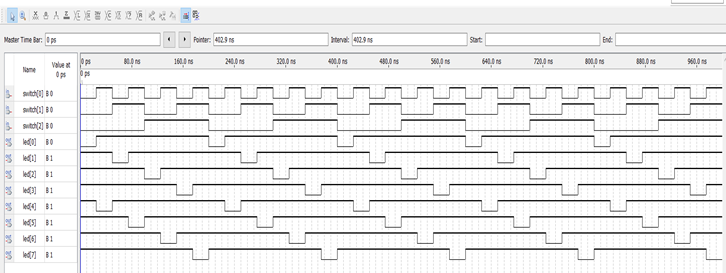 Master Time Bar: 0 ps Pointer: 402.9 ns Interval: 402.9 ns Start: End:
Name Value at 0 ps 0 ps 80.0 ns 160.0 ns 240.0 ns 320.0 ns 400.0 ns 480.0 ns 560.0 ns 640.0 ns 720.0 ns 800.0 ns 880.0 ns 960.0 ns
0 ps
switch[0] B 0
switch[1] B 0
switch[2] B 0
led[0] B 0
led[1] B 1
led[2] B 1
led[3] B 1
led[4] B 1
led[5] B 1
led[6] B 1
led[7] B 1